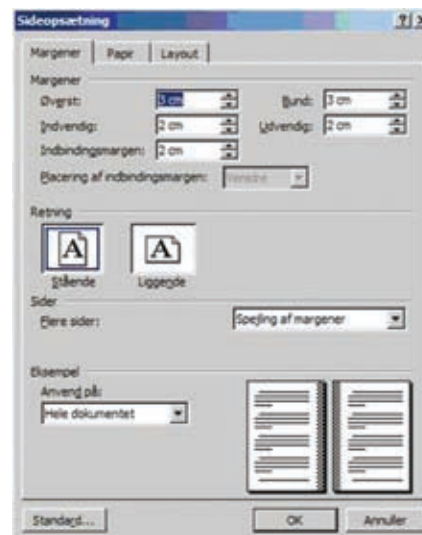 Sideopsætning
Margener Papir Layout
Margener
Øverst: 3 cm Bund: 3 cm
Indvendig: 2 cm Udvendig: 2 cm
Indbindingsmargen: 2 cm
Placering af indbindingsmargen: Venstre
Retning
A A
Stående Liggende
Sider
Flere sider: Spejling af margener
Eksempel
Anvend på:
Hele dokumentet
Standard... OK Annuller